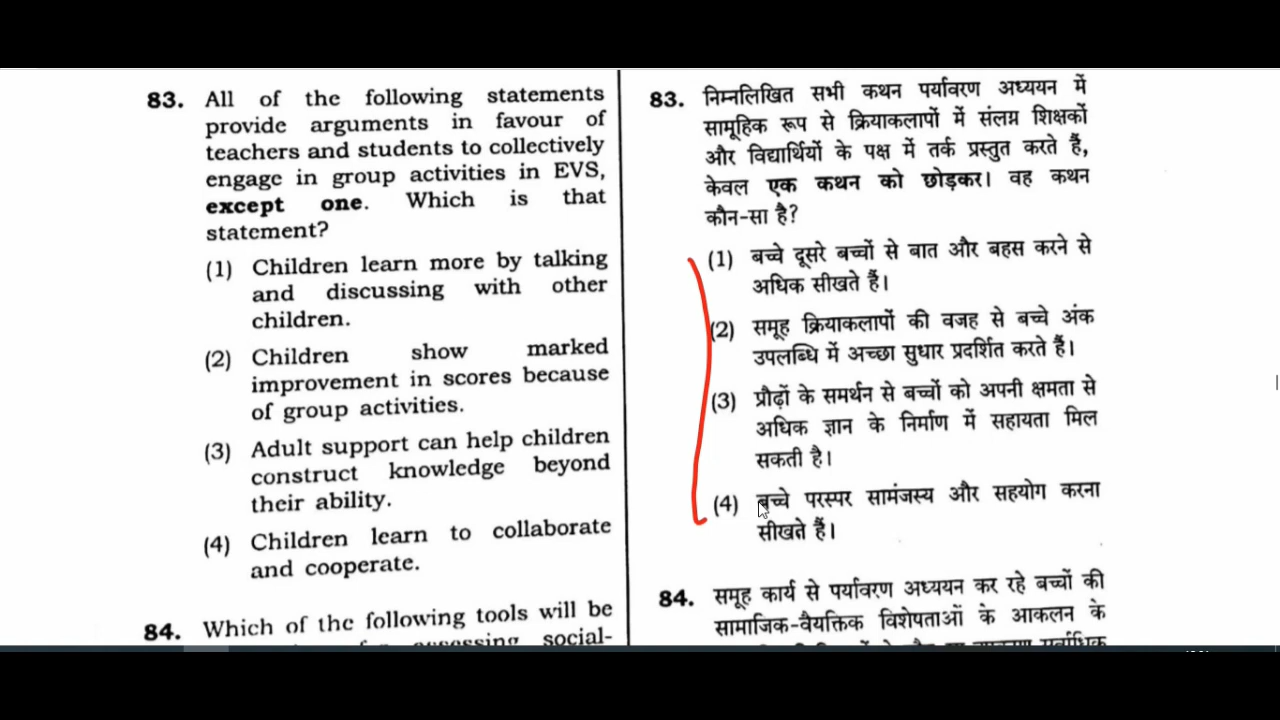 83. All of the following statements
provide arguments in favour of
teachers and students to collectively
engage in group activities in EVS,
except one. Which is that
statement?
(1) Children learn more by talking
and discussing with other
children.
(2) Children show marked
improvement in scores because
of group activities.
(3) Adult support can help children
construct knowledge beyond
their ability.
(4) Children learn to collaborate
and cooperate.
84. Which of the following tools will be
social-
83. निम्नलिखित सभी कथन पर्यावरण अध्ययन में
सामूहिक रूप से क्रियाकलापों में संलग्न शिक्षकों
और विद्यार्थियों के पक्ष में तर्क प्रस्तुत करते हैं,
केवल एक कथन को छोड़कर। वह कथन
कौन-सा है?
(1) बच्चे दूसरे बच्चों से बात और बहस करने से
अधिक सीखते हैं।
(2) समूह क्रियाकलापों की वजह से बच्चे अंक
उपलब्धि में अच्छा सुधार प्रदर्शित करते हैं।
(3) प्रौढ़ों के समर्थन से बच्चों को अपनी क्षमता से
अधिक ज्ञान के निर्माण में सहायता मिल
सकती है।
(4) बच्चे परस्पर सामंजस्य और सहयोग करना
सीखते हैं।
84. समूह कार्य से पर्यावरण अध्ययन कर रहे बच्चों की
सामाजिक-वैयक्तिक विशेषताओं के आकलन के